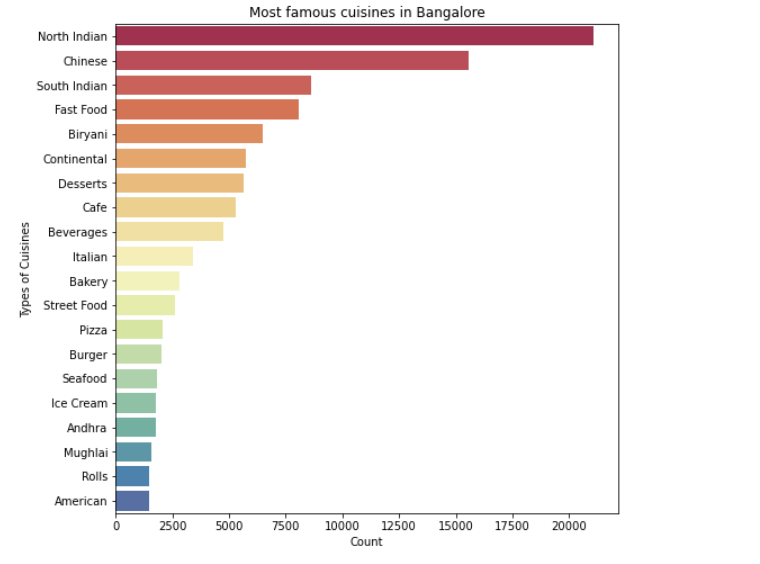 Most famous cuisines in Bangalore
Types of Cuisines
North Indian
Chinese
South Indian
Fast Food
Biryani
Continental
Desserts
Cafe
Beverages
Italian
Bakery
Street Food
Pizza
Burger
Seafood
Ice Cream
Andhra
Mughlai
Rolls
American
0 2500 5000 7500 10000 12500 15000 17500 20000
Count